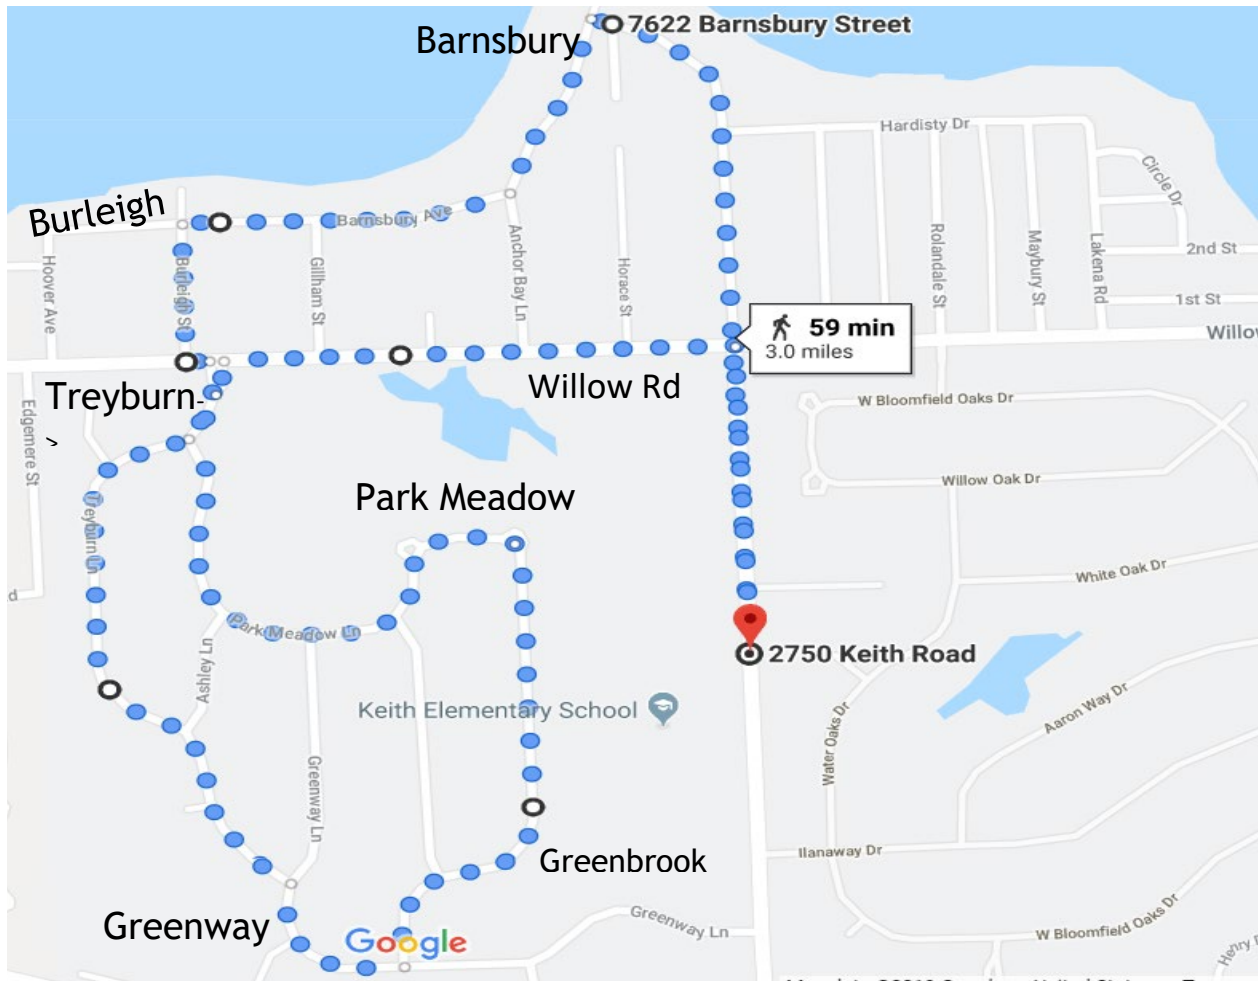 7622 Barnsbury Street
Barnsbury
Hardisty Dr
Circle Dr
Burleigh
Barnsbury Ave
Hoover Ave
Burleigh St
Gillham St
Anchor Bay Ln
Horace St
Rolandale St
Maybury St
Lakena Rd
2nd St
1st St
59 min
3.0 miles
Willow
Treyburn-
>
Willow Rd
Edgemere St
W Bloomfield Oaks Dr
Willow Oak Dr
Park Meadow
Treyburn Ln
White Oak Dr
Park Meadow Ln
Ashley Ln
2750 Keith Road
Keith Elementary School
Water Oaks Dr
Aaron Way Dr
Greenway Ln
Greenbrook
Ilanaway Dr
Greenway
Google
Greenway Ln
W Bloomfield Oaks Dr
Henry